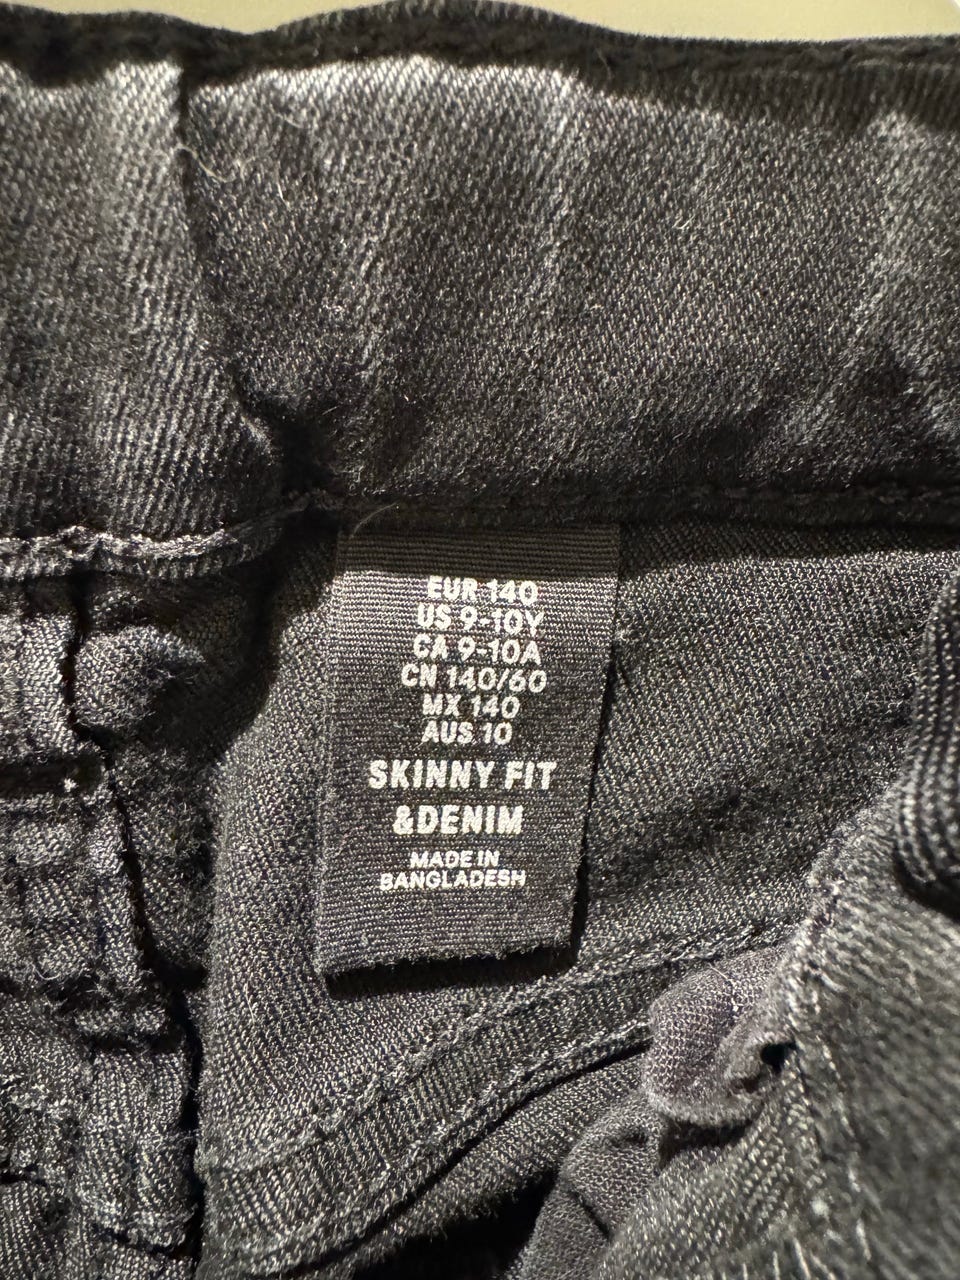 EUR 140
US 9-10Y
CA 9-10A
CN 140/60
MX 140
AUS 10
SKINNY FIT
&DENIM
MADE IN
BANGLADESH